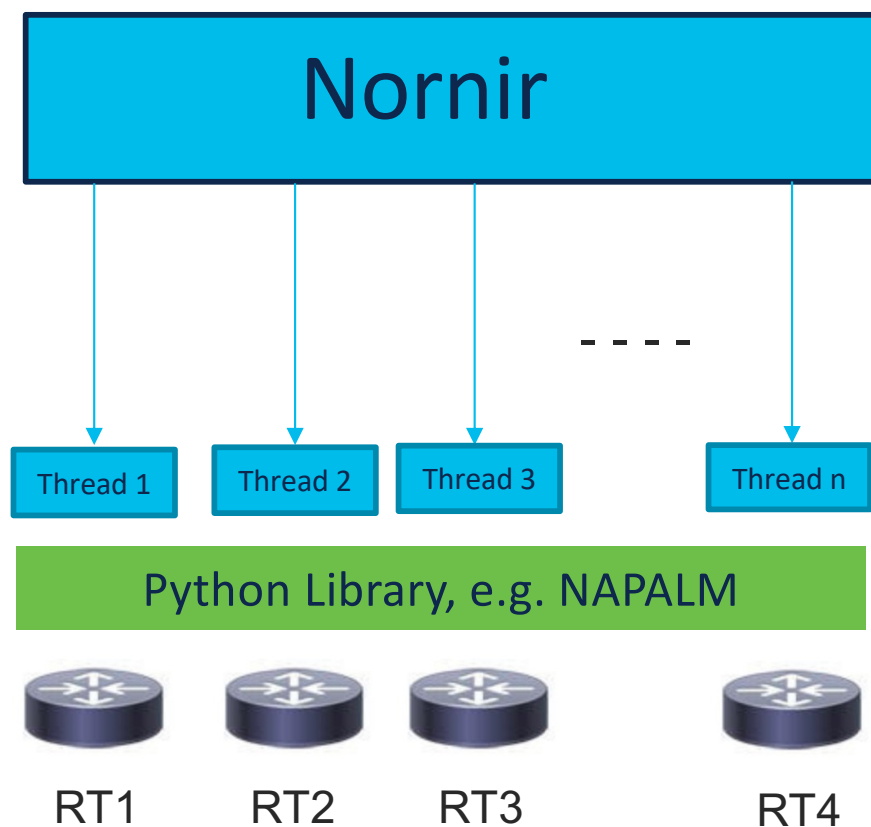 Nornir
Thread 1
Thread 2
Thread 3
Thread n
Python Library, e.g. NAPALM
RT1
RT2
RT3
RT4